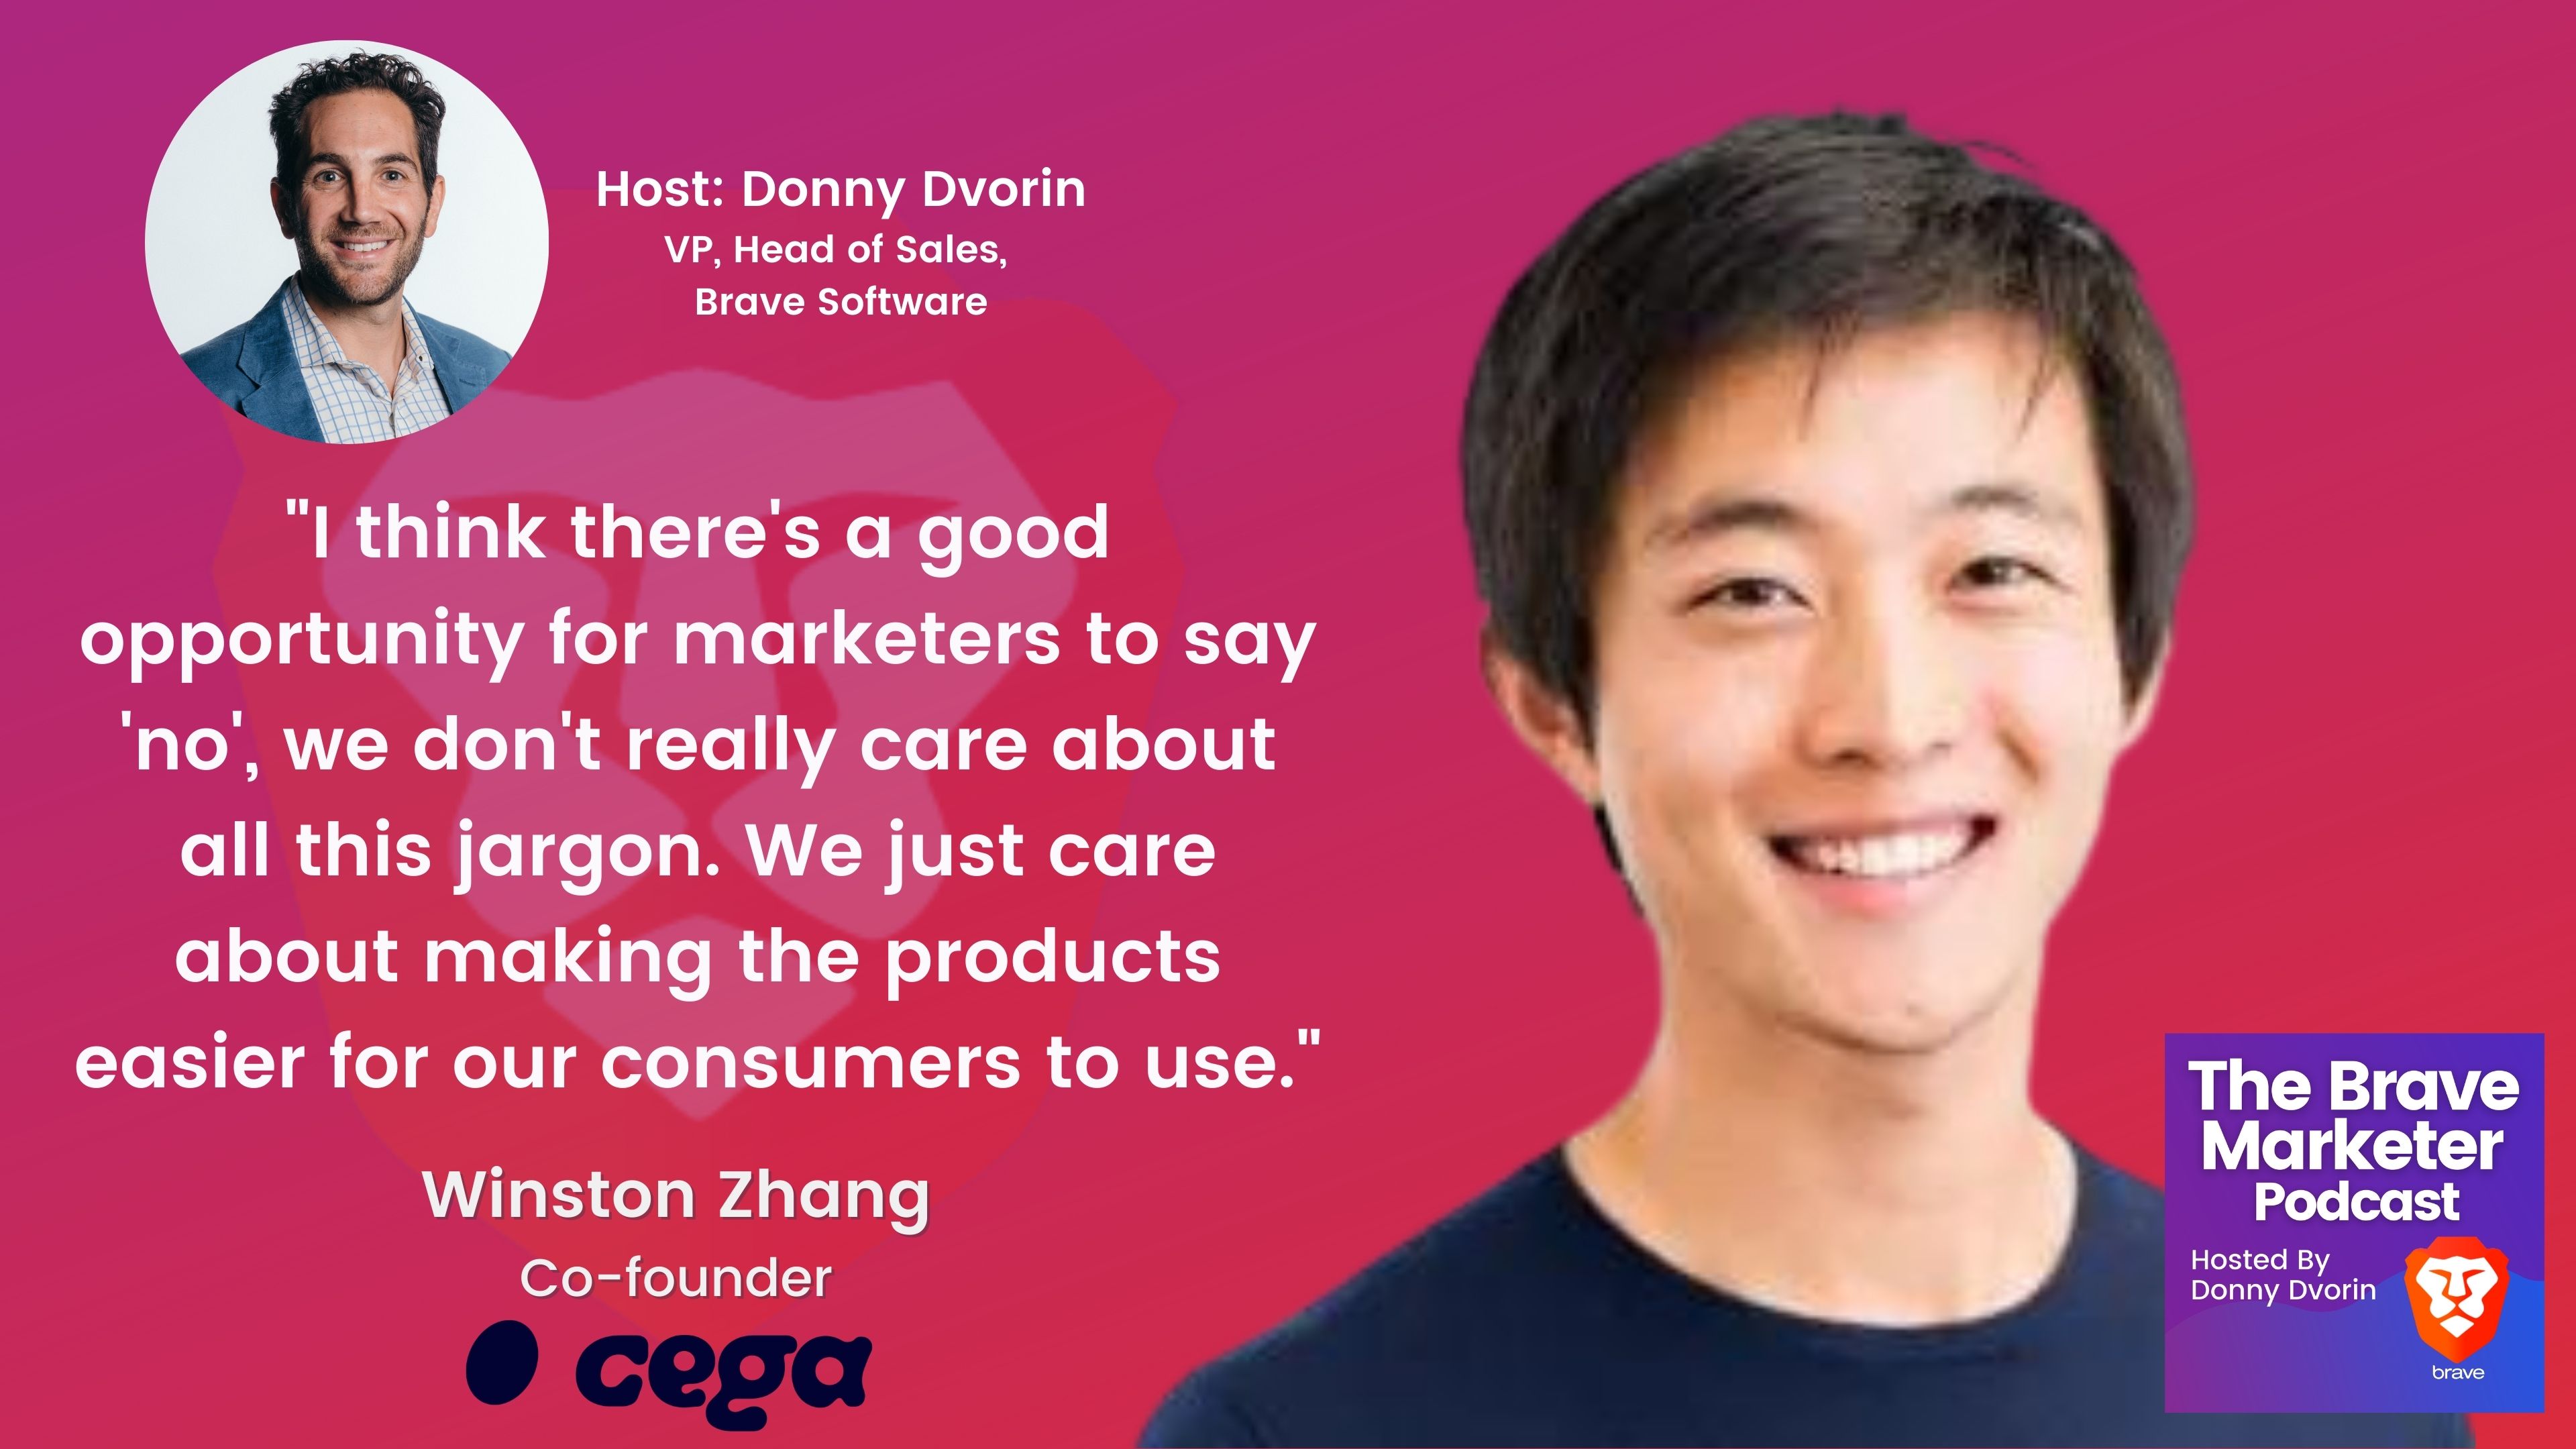 Host: Donny Dvorin
VP, Head of Sales,
Brave Software
"I think there's a good
opportunity for marketers to say
'no', we don't really care about
all this jargon. We just care
about making the products
easier for our consumers to use."
Winston Zhang
Co-founder
cega
The Brave
Marketer
Podcast
Hosted By
Donny Dvorin
brave